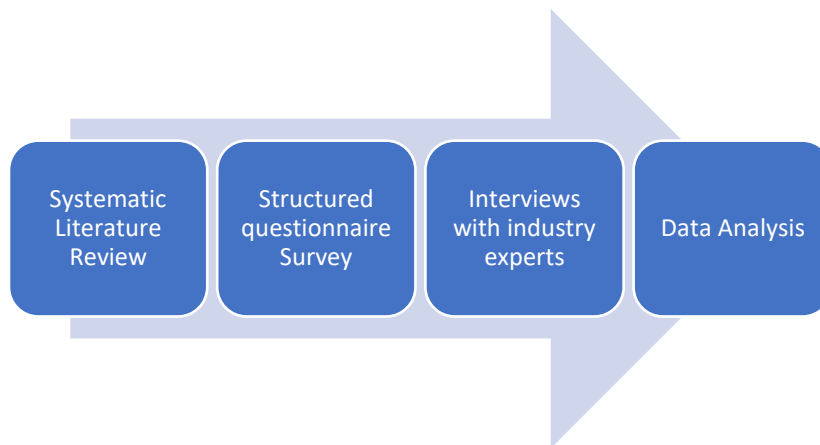 Systematic
Literature
Review
Structured
questionnaire
Survey
Interviews
with industry
experts
Data Analysis